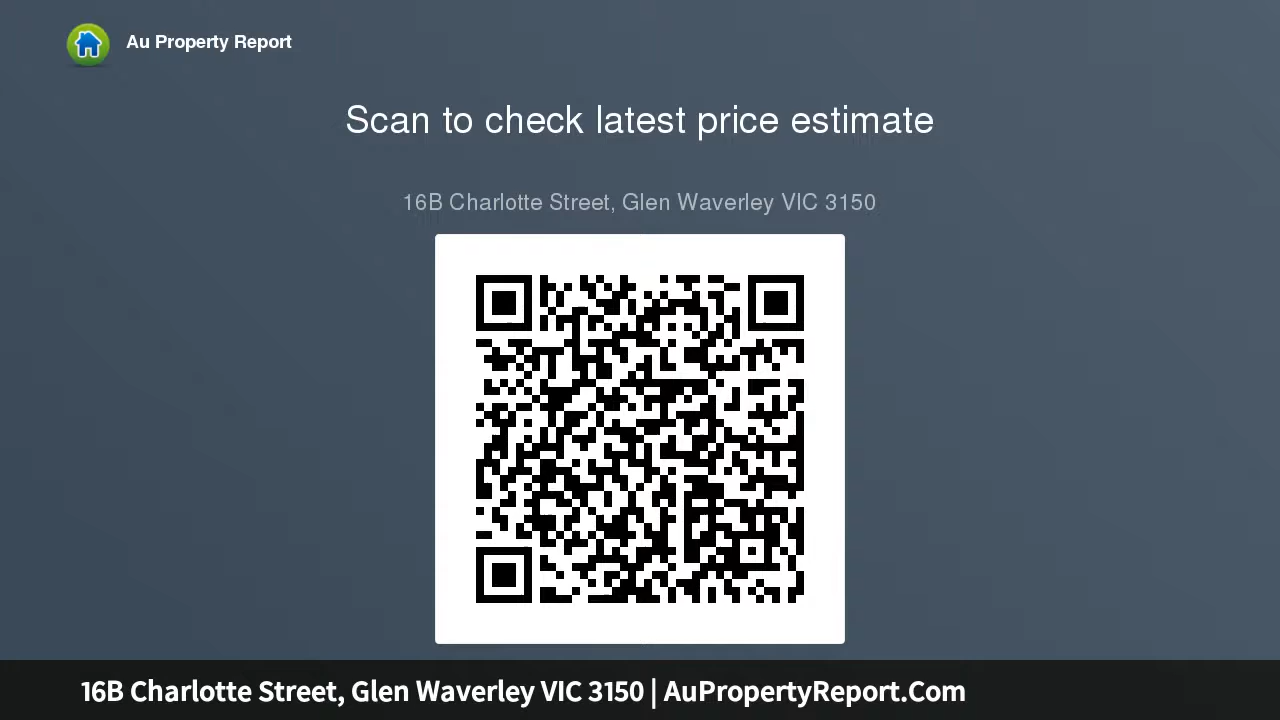 Au Property Report
Scan to check latest price estimate
16B Charlotte Street, Glen Waverley VIC 3150
16B Charlotte Street, Glen Waverley VIC 3150 | AuPropertyReport.Com